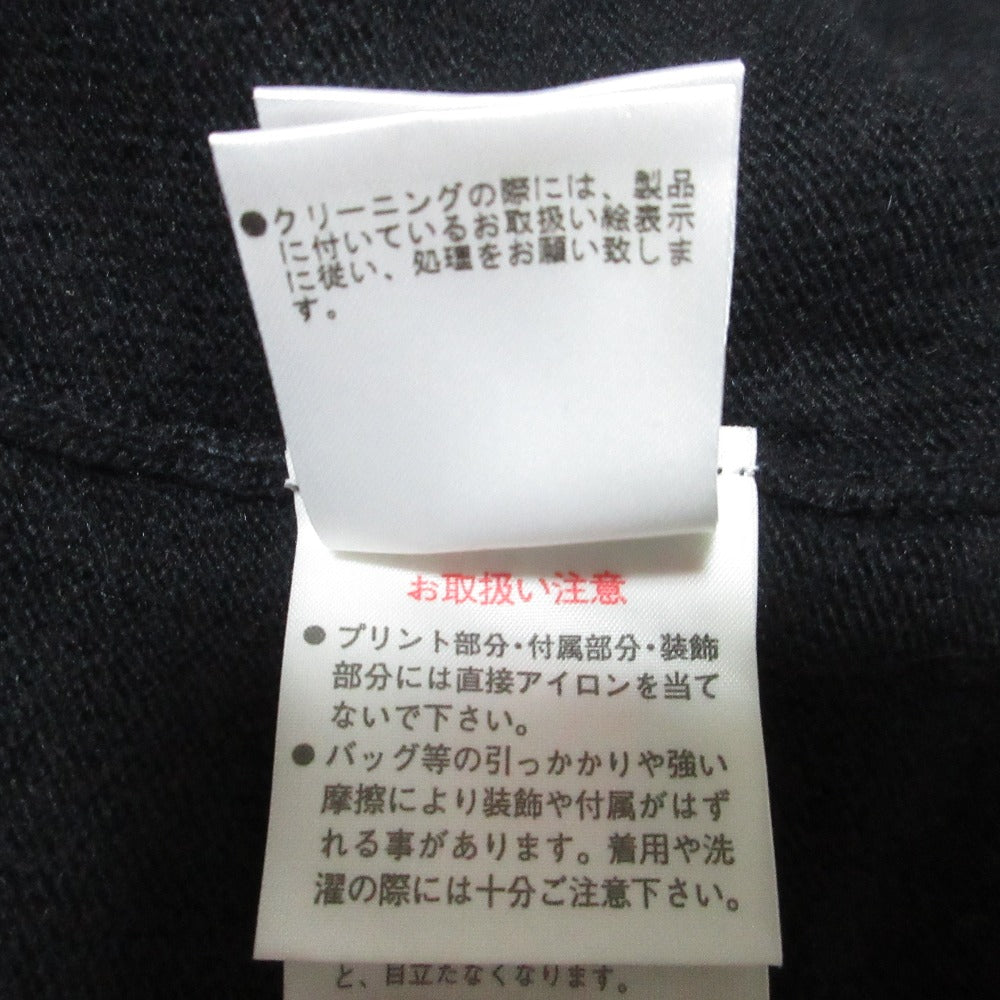 ●クリーニングの際には、製品
に付いているお取扱い絵表示
に従い、処理をお願い致しま
す。
お取扱い注意
●プリント部分・付属部分・装飾
部分には直接アイロンを当て
ないで下さい。
●バッグ等の引っかかりや強い
摩擦により装飾や付属がはず
れる事があります。着用や洗
濯の際には十分ご注意下さい。
と、目立たなくなります。